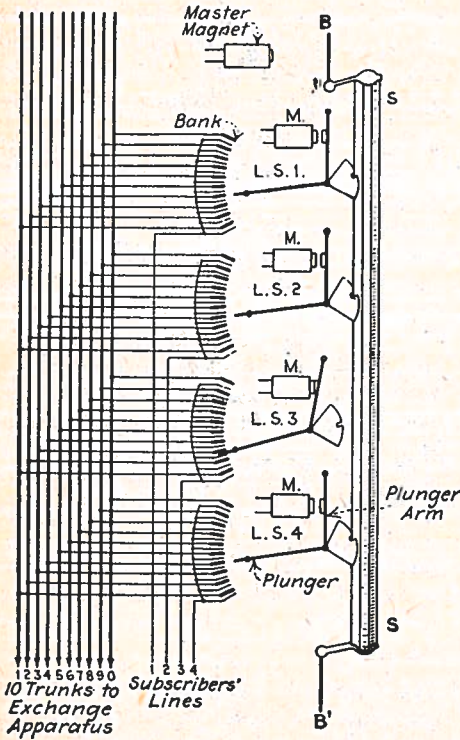 Master
Magnet
B
S
Bank
M.
L. S. 1.
M.
L. S. 2
M.
L. S. 3
M.
L. S. 4
Plunger
Arm
Plunger
S
B'
1 2 3 4 5 6 7 8 9 0
10 Trunks to
Exchange
Apparatus
1 2 3 4
Subscribers'
Lines